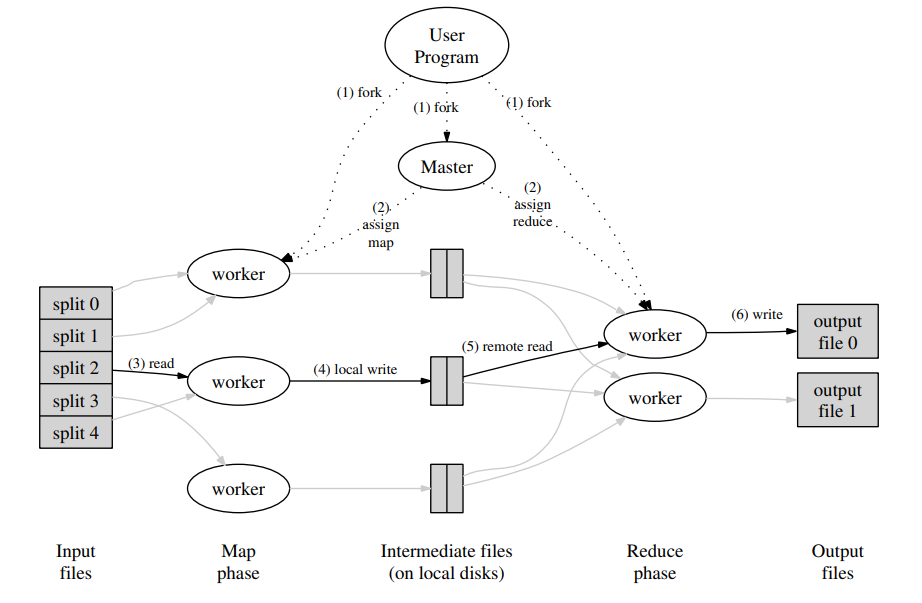 User
Program
(1) fork
(1) fork
(1) fork
Master
(2)
assign
map
(2)
assign
reduce
split 0
split 1
split 2
split 3
split 4
(3) read
worker
worker
worker
(4) local write
(5) remote read
worker
worker
(6) write
output
file 0
output
file 1
Input
files
Map
phase
Intermediate files
(on local disks)
Reduce
phase
Output
files